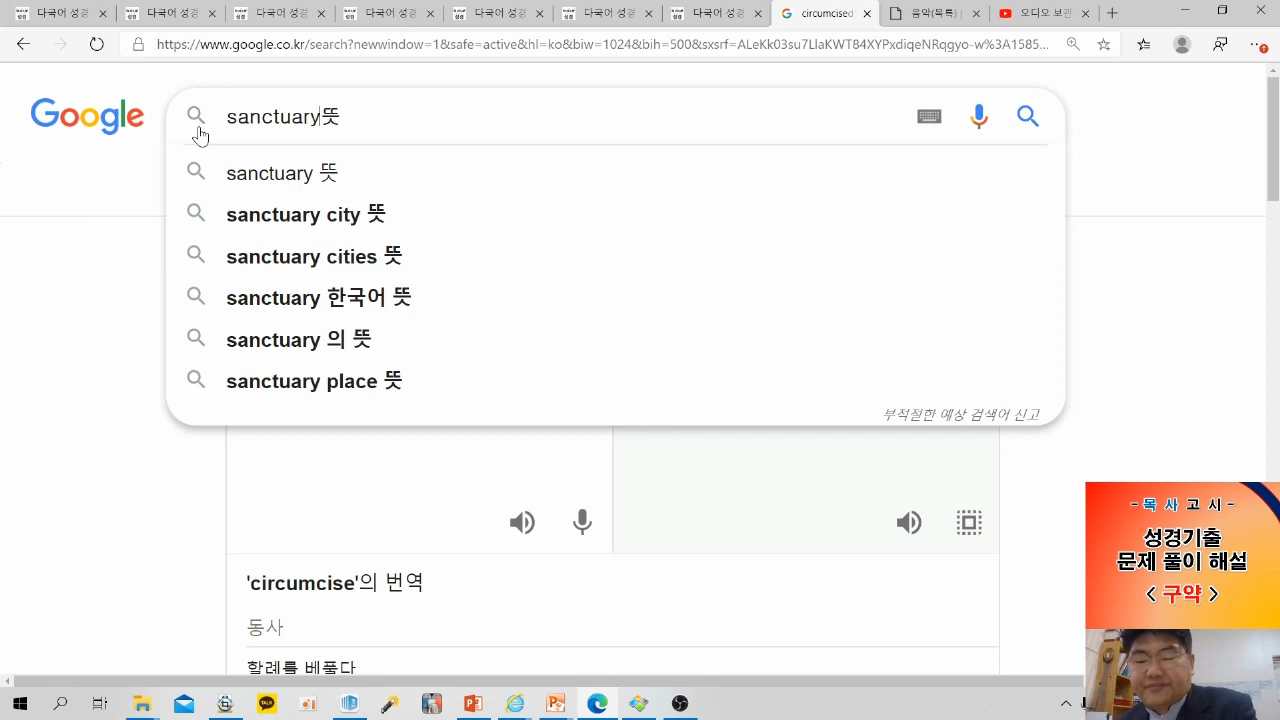 다국어 성경
다국어 성경
다국어 성경
다국어 성경
다국어 성경
다국어 성경
다국어 성경
circumcised
음악(목록)
오디오 보관
https://www.google.co.kr/search?newwindow=1&safe=active&hl=ko&biw=1024&bih=500&sxsrf=ALeKk03su7LlaKWT84XYPxdiqeNRqgyo-w%3A1585...
Google
sanctuary뜻
sanctuary 뜻
sanctuary city 뜻
sanctuary cities 뜻
sanctuary 한국어 뜻
sanctuary 의 뜻
sanctuary place 뜻
부적절한 예상 검색어 신고
'circumcise'의 번역
동사
할례를 베풀다
- 목 사 고 시 -
성경기출
문제 풀이 해설
< 구약 >
TALK